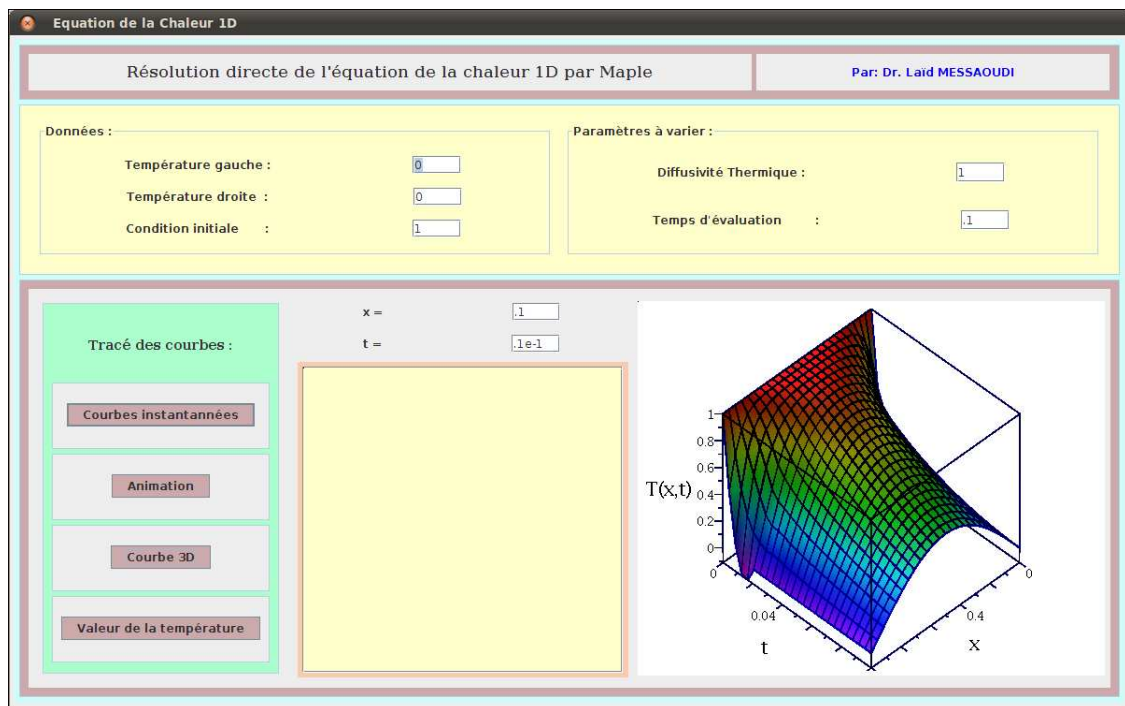 Equation de la Chaleur 1D
Résolution directe de l'équation de la chaleur 1D par Maple
Par: Dr. Laïd MESSAOUDI
Données :
Température gauche : 0
Température droite : 0
Condition initiale : 1
Paramètres à varier :
Diffusivité Thermique : 1
Temps d'évaluation : .1
Tracé des courbes :
Courbes instantannées
Animation
Courbe 3D
Valeur de la température
x = .1
t = .1e-1
1
0.8
0.6
T(x,t) 0.4
0.2
0
0
0.04
t
0
0.4
x